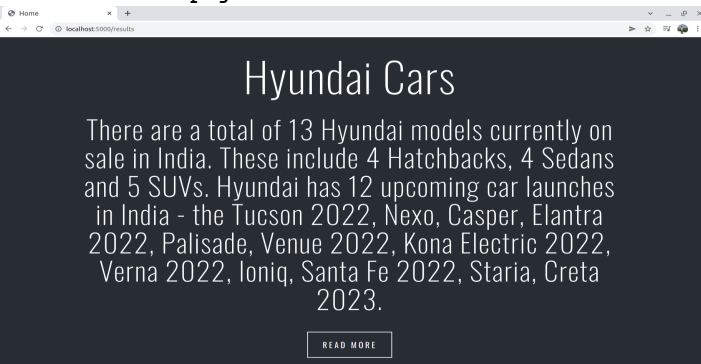 Home
localhost:5000/results
Hyundai Cars
There are a total of 13 Hyundai models currently on
sale in India. These include 4 Hatchbacks, 4 Sedans
and 5 SUVs. Hyundai has 12 upcoming car launches
in India - the Tucson 2022, Nexo, Casper, Elantra
2022, Palisade, Venue 2022, Kona Electric 2022,
Verna 2022, Ioniq, Santa Fe 2022, Staria, Creta
2023.
READ MORE